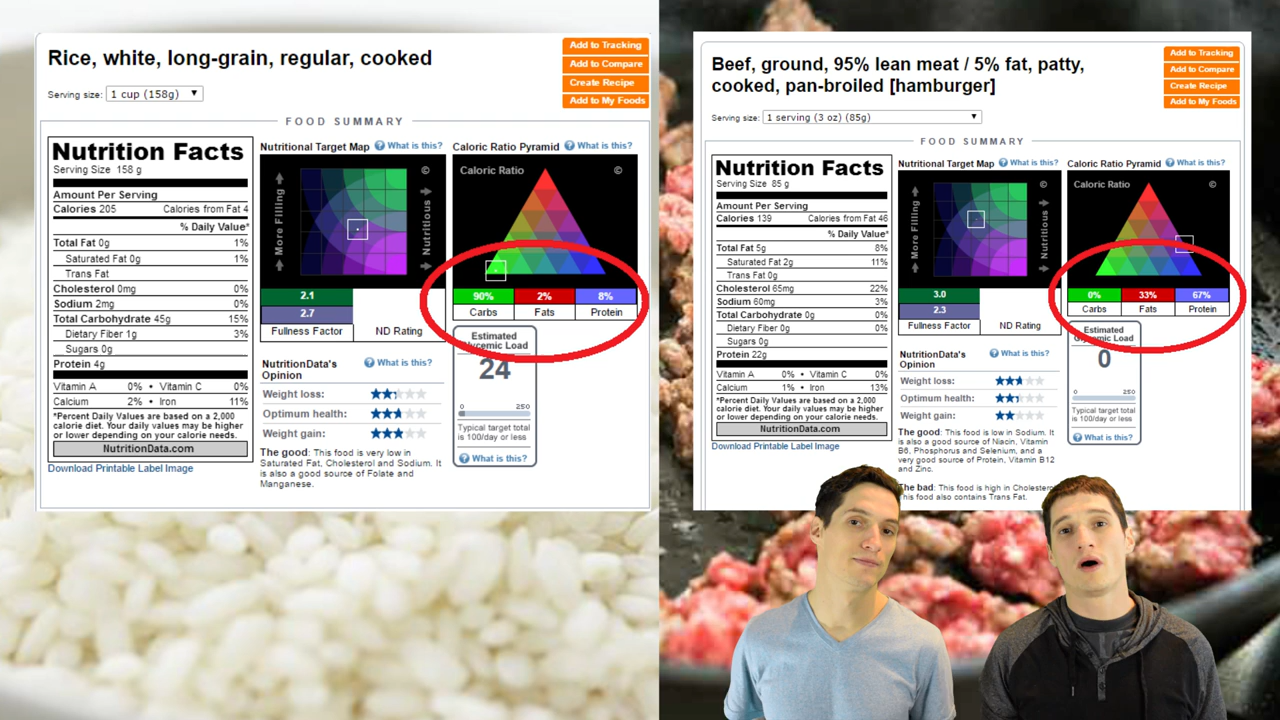 Rice, white, long-grain, regular, cooked
Add to Tracking
Add to Compare
Create Recipe
Add to My Foods
Serving size: 1 cup (158g) ▼
FOOD SUMMARY
Nutrition Facts
Serving Size 158 g
Amount Per Serving
Calories 205 Calories from Fat 4
% Daily Value*
Total Fat 0g 1%
Saturated Fat 0g 1%
Trans Fat
Cholesterol 0mg 0%
Sodium 2mg 0%
Total Carbohydrate 45g 15%
Dietary Fiber 1g 3%
Sugars 0g
Protein 4g
Vitamin A 0% • Vitamin C 0%
Calcium 2% • Iron 11%
*Percent Daily Values are based on a 2,000
calorie diet. Your daily values may be higher
or lower depending on your calorie needs.
NutritionData.com
Download Printable Label Image
Nutritional Target Map ? What is this?
©
More Filling
Nutritious
2.1
2.7
Fullness Factor ND Rating
NutritionData's
Opinion
? What is this?
Weight loss:
Optimum health:
Weight gain:
The good: This food is very low in
Saturated Fat, Cholesterol and Sodium. It
is also a good source of Folate and
Manganese.
Caloric Ratio Pyramid ? What is this?
Caloric Ratio ©
90% 2% 8%
Carbs Fats Protein
Estimated
Glycemic Load
24
0 250
Typical target total
is 100/day or less
? What is this?
Beef, ground, 95% lean meat / 5% fat, patty,
cooked, pan-broiled [hamburger]
Add to Tracking
Add to Compare
Create Recipe
Add to My Foods
Serving size: 1 serving (3 oz) (85g) ▼
FOOD SUMMARY
Nutrition Facts
Serving Size 85 g
Amount Per Serving
Calories 139 Calories from Fat 46
% Daily Value*
Total Fat 5g 8%
Saturated Fat 2g 11%
Trans Fat 0g
Cholesterol 65mg 22%
Sodium 60mg 3%
Total Carbohydrate 0g 0%
Dietary Fiber 0g 0%
Sugars 0g
Protein 22g
Vitamin A 0% • Vitamin C 0%
Calcium 1% • Iron 13%
*Percent Daily Values are based on a 2,000
calorie diet. Your daily values may be higher
or lower depending on your calorie needs.
NutritionData.com
Download Printable Label Image
Nutritional Target Map ? What is this?
©
More Filling
Nutritious
3.0
2.3
Fullness Factor ND Rating
NutritionData's
Opinion
? What is this?
Weight loss:
Optimum health:
Weight gain:
The good: This food is low in Sodium. It is
also a good source of Niacin, Vitamin
B6, Phosphorus and Selenium, and a
very good source of Protein, Vitamin B12
and Zinc.
The bad: This food is high in Cholesterol
This food also contains Trans Fat.
Caloric Ratio Pyramid ? What is this?
Caloric Ratio ©
0% 33% 67%
Carbs Fats Protein
Estimated
Glycemic Load
0
0 250
Typical target total
is 100/day or less
? What is this?